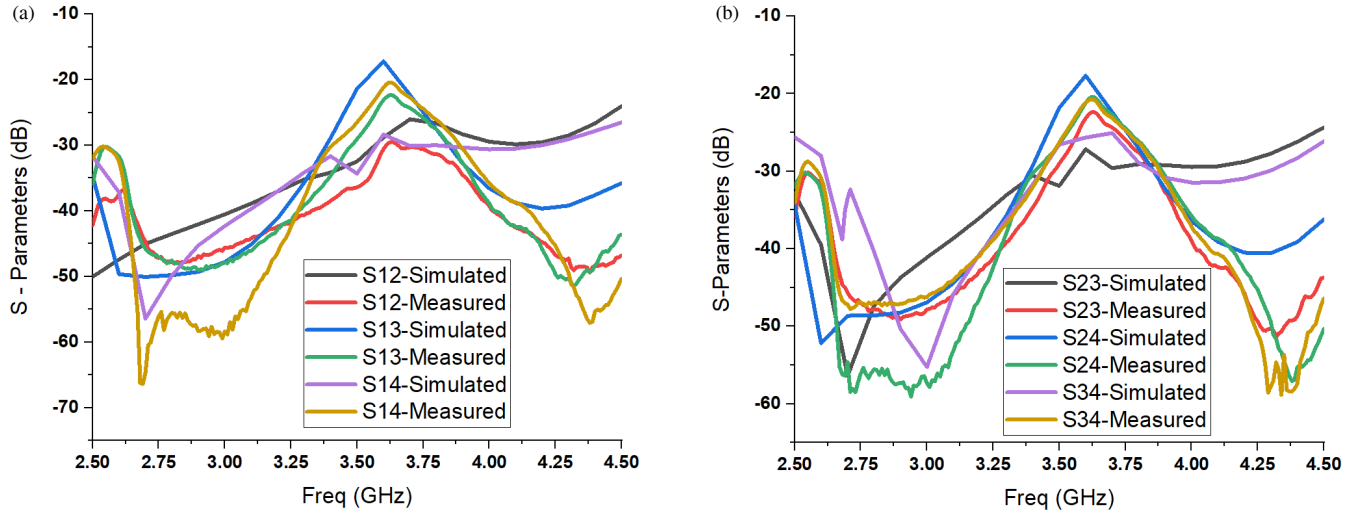 (a)
-10
-20
-30
-40
-50
-60
-70
S - Parameters (dB)
S12-Simulated
S12-Measured
S13-Simulated
S13-Measured
S14-Simulated
S14-Measured
2.50 2.75 3.00 3.25 3.50 3.75 4.00 4.25 4.50
Freq (GHz)
(b)
-10
-20
-30
-40
-50
-60
S-Parameters (dB)
S23-Simulated
S23-Measured
S24-Simulated
S24-Measured
S34-Simulated
S34-Measured
2.50 2.75 3.00 3.25 3.50 3.75 4.00 4.25 4.50
Freq (GHz)